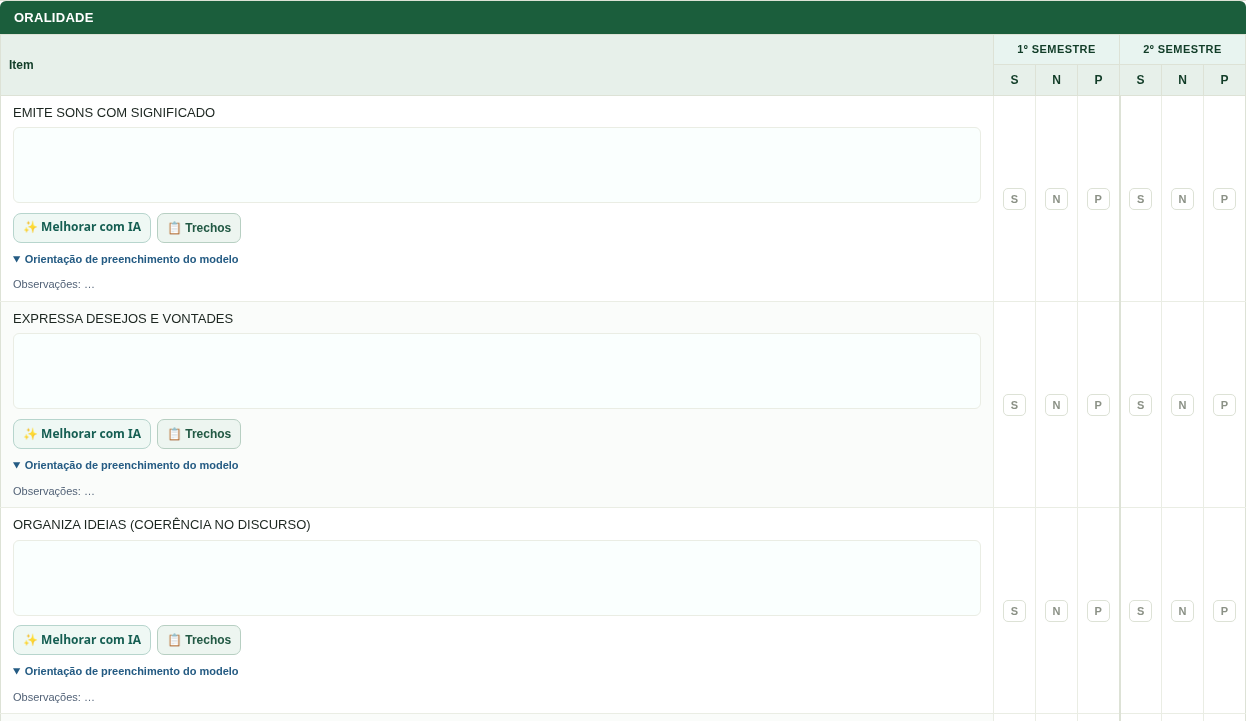 ORALIDADE
Item
1º SEMESTRE 2º SEMESTRE
S N P S N P
EMITE SONS COM SIGNIFICADO
S N P S N P
✨ Melhorar com IA 📋 Trechos
▼ Orientação de preenchimento do modelo
Observações: …
EXPRESSA DESEJOS E VONTADES
S N P S N P
✨ Melhorar com IA 📋 Trechos
▼ Orientação de preenchimento do modelo
Observações: …
ORGANIZA IDEIAS (COERÊNCIA NO DISCURSO)
S N P S N P
✨ Melhorar com IA 📋 Trechos
▼ Orientação de preenchimento do modelo
Observações: …